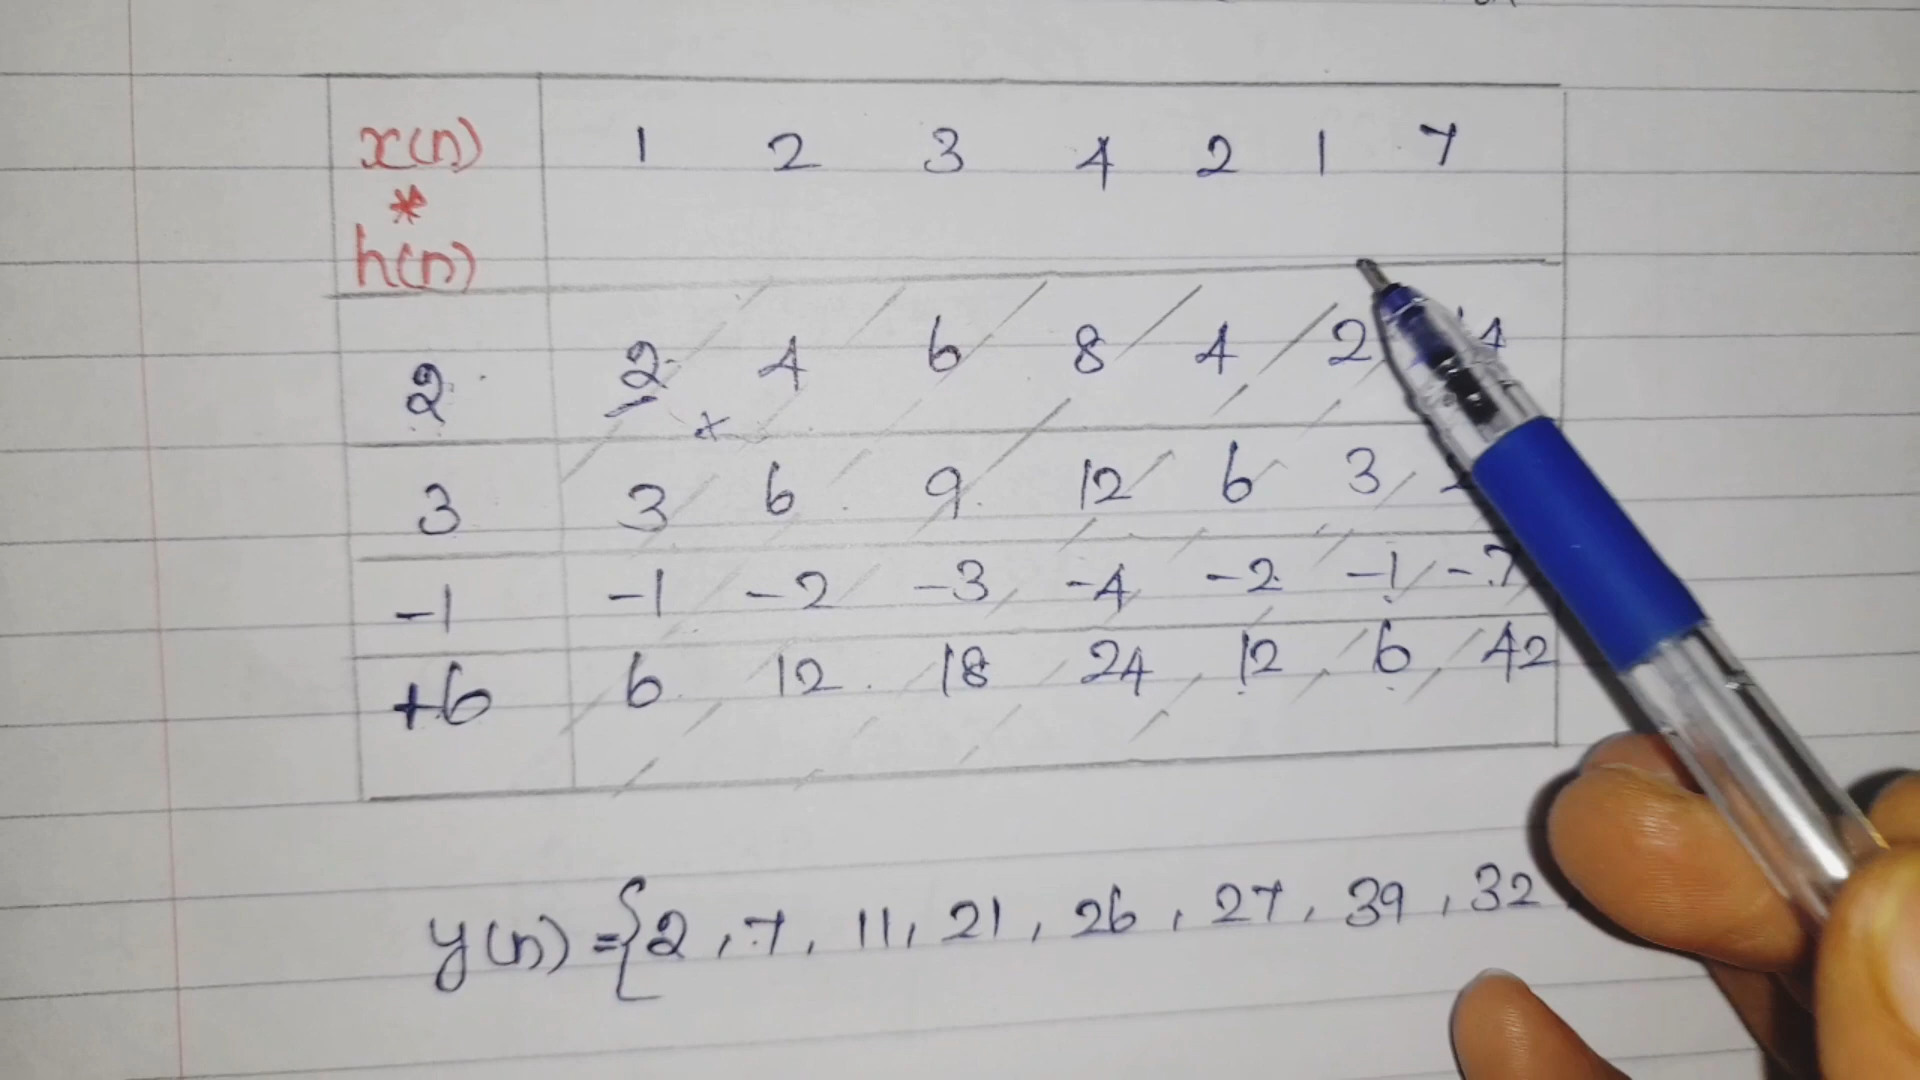 x(n) 1 2 3 4 2 1 7
*
h(n)
2 2 4 6 8 4 2
x
3 3 6 9 12 6 3
-1 -1 -2 -3 -4 -2 -1 -7
+6 6 12 18 24 12 6 42
y(n) = { 2 , 7 , 11 , 21 , 26 , 27 , 39 , 32